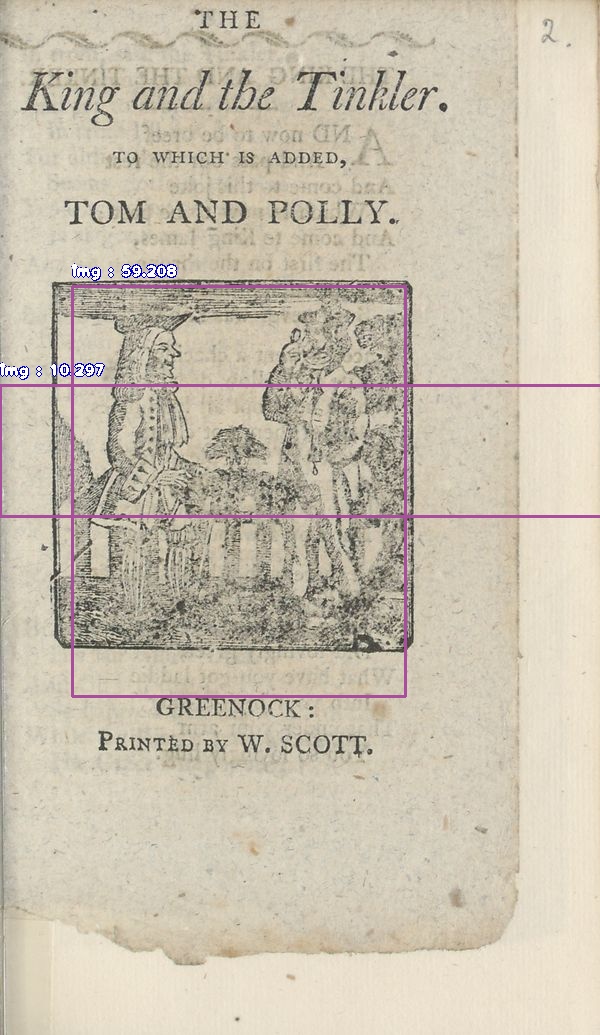 THE
2.
King and the Tinkler.
TO WHICH IS ADDED,
TOM AND POLLY.
img : 59.208
img : 10.297
GREENOCK:
PRINTED BY W. SCOTT.